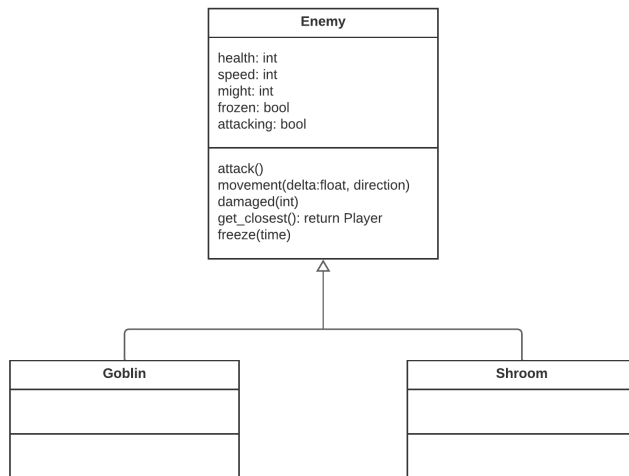 Enemy
health: int
speed: int
might: int
frozen: bool
attacking: bool
attack()
movement(delta:float, direction)
damaged(int)
get_closest(): return Player
freeze(time)
Goblin
Shroom